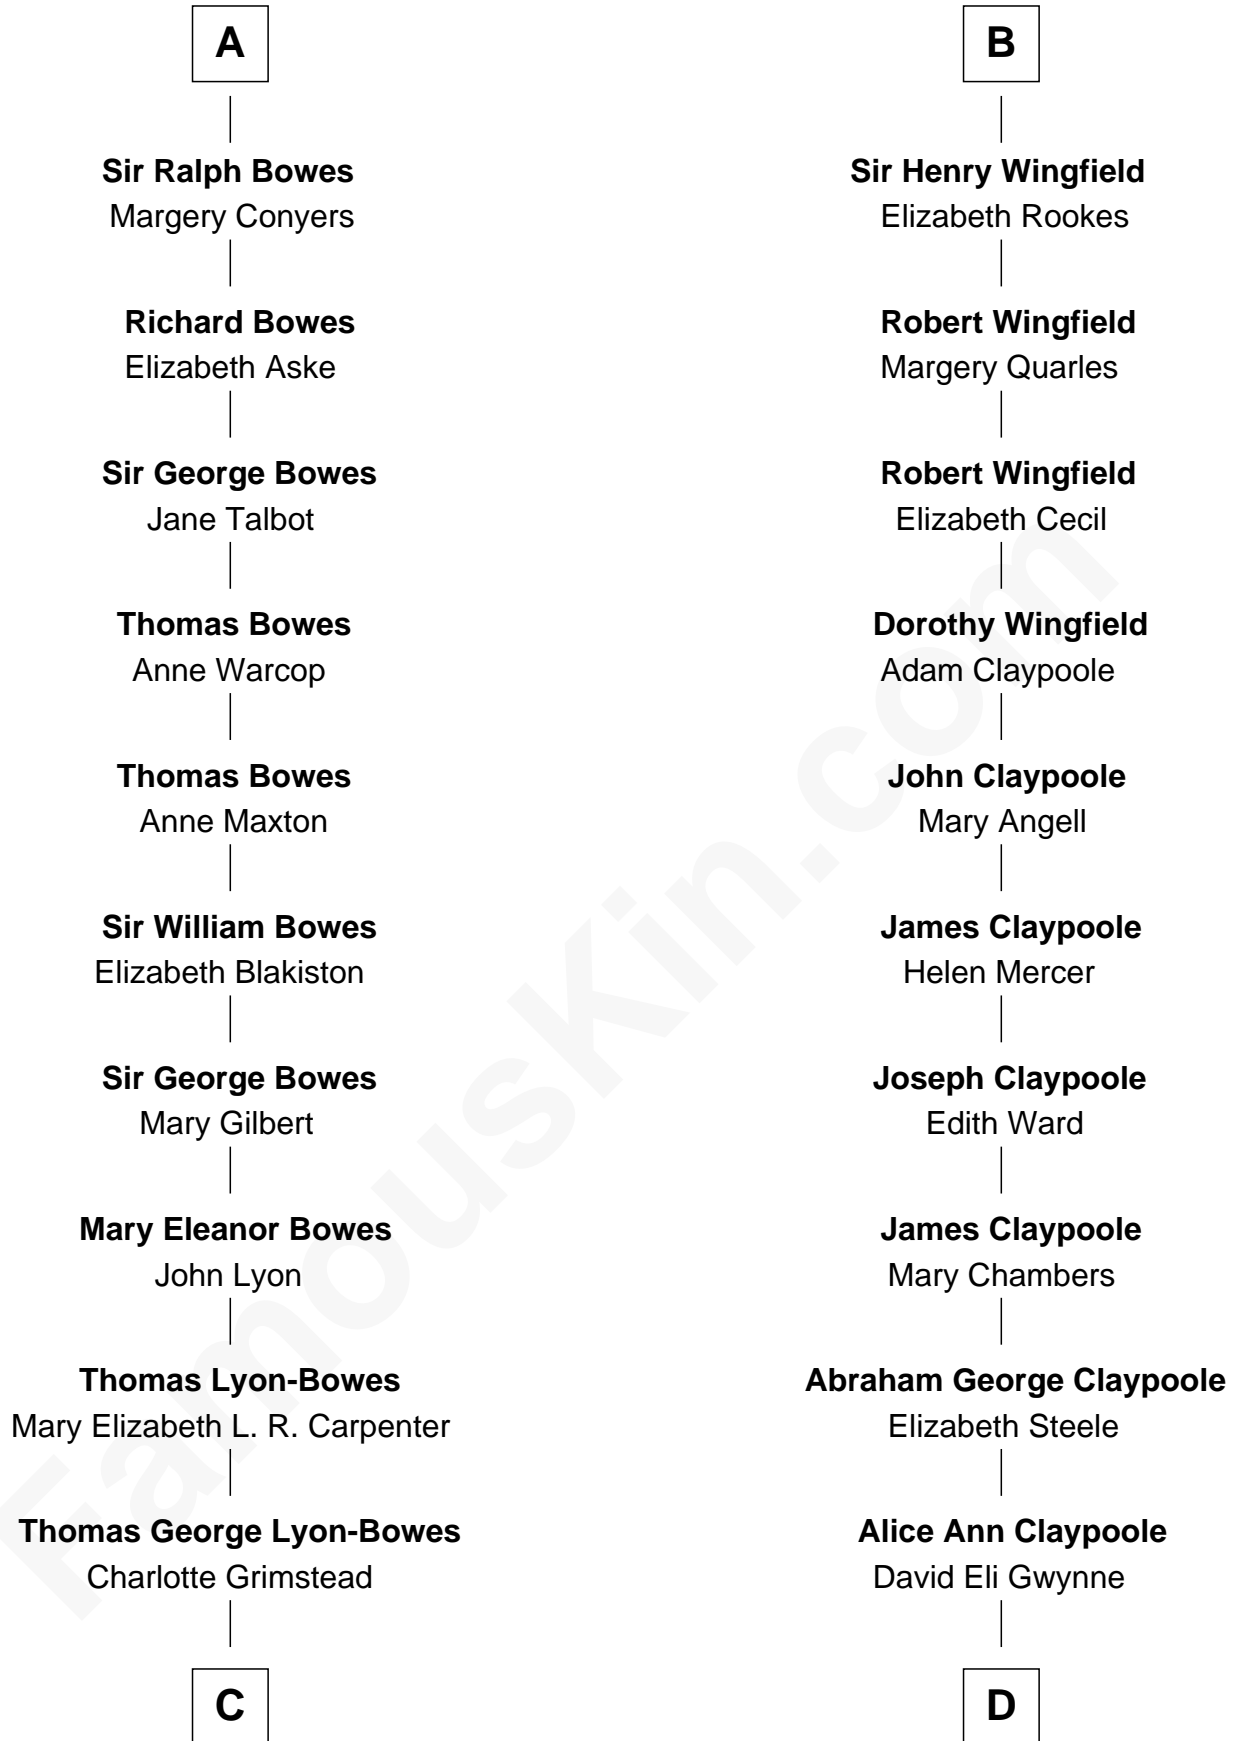 A
Sir Ralph Bowes
Margery Conyers
Richard Bowes
Elizabeth Aske
Sir George Bowes
Jane Talbot
Thomas Bowes
Anne Warcop
Thomas Bowes
Anne Maxton
Sir William Bowes
Elizabeth Blakiston
Sir George Bowes
Mary Gilbert
Mary Eleanor Bowes
John Lyon
Thomas Lyon-Bowes
Mary Elizabeth L. R. Carpenter
Thomas George Lyon-Bowes
Charlotte Grimstead
C
B
Sir Henry Wingfield
Elizabeth Rookes
Robert Wingfield
Margery Quarles
Robert Wingfield
Elizabeth Cecil
Dorothy Wingfield
Adam Claypoole
John Claypoole
Mary Angell
James Claypoole
Helen Mercer
Joseph Claypoole
Edith Ward
James Claypoole
Mary Chambers
Abraham George Claypoole
Elizabeth Steele
Alice Ann Claypoole
David Eli Gwynne
D
FamousKin.com